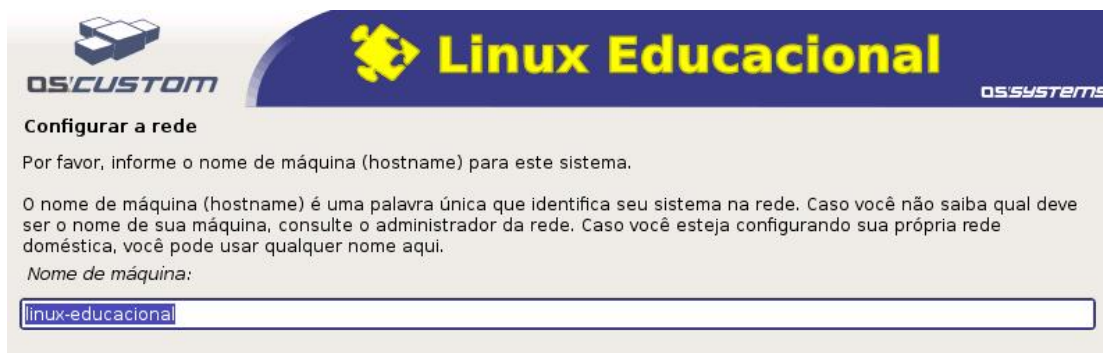 OS'CUSTOM
Linux Educacional
OS'SYSTEMS
Configurar a rede
Por favor, informe o nome de máquina (hostname) para este sistema.
O nome de máquina (hostname) é uma palavra única que identifica seu sistema na rede. Caso você não saiba qual deve
ser o nome de sua máquina, consulte o administrador da rede. Caso você esteja configurando sua própria rede
doméstica, você pode usar qualquer nome aqui.
Nome de máquina:
linux-educacional